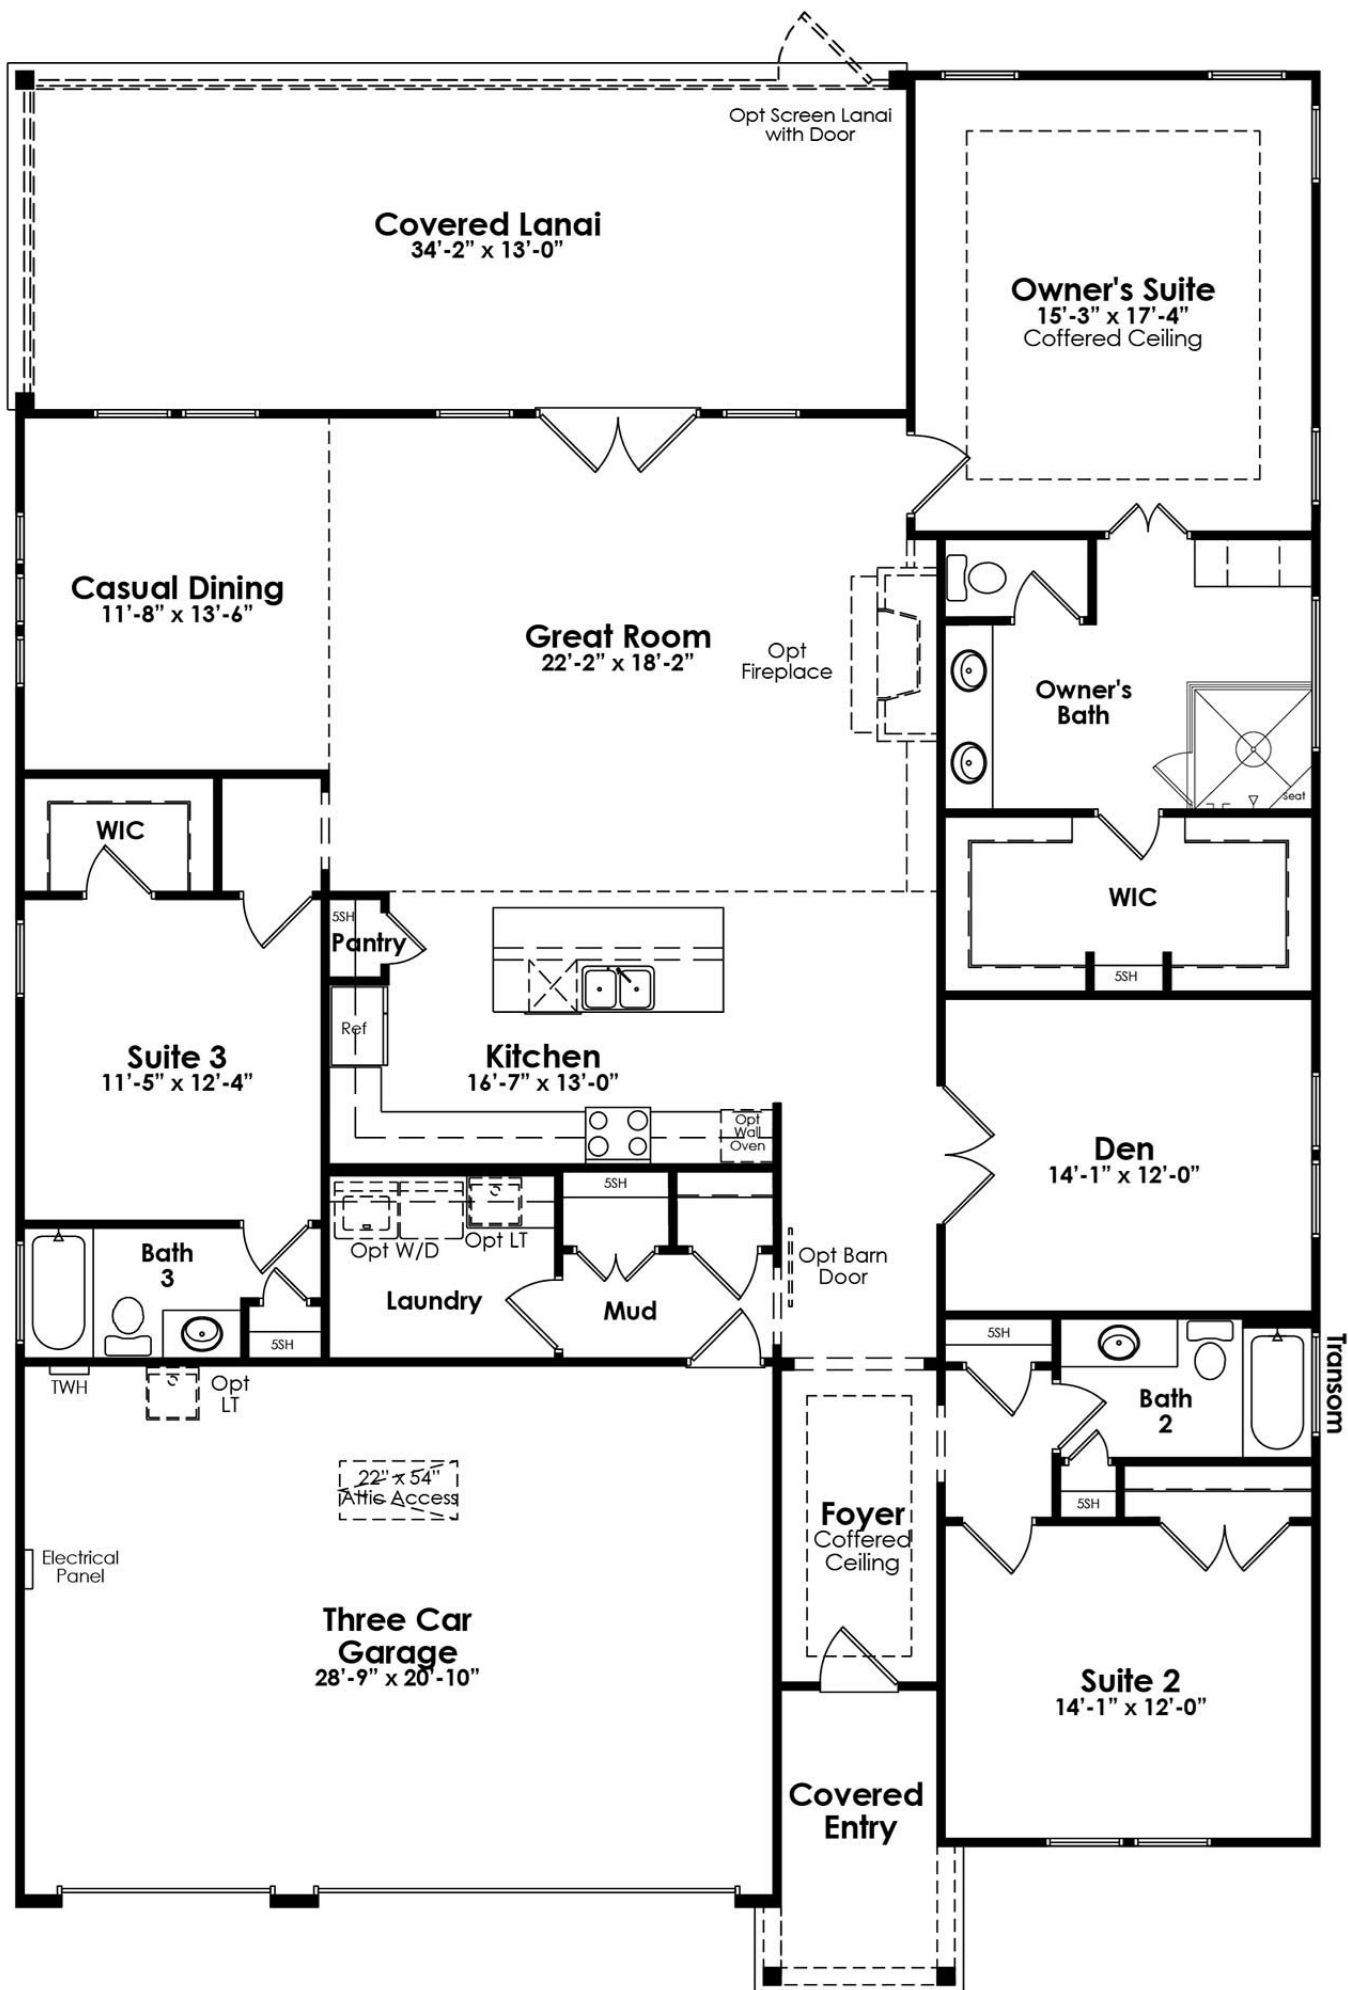 Opt Screen Lanai
with Door
Covered Lanai
34'-2" x 13'-0"
Owner's Suite
15'-3" x 17'-4"
Coffered Ceiling
Casual Dining
11'-8" x 13'-6"
Great Room
22'-2" x 18'-2"
Opt
Fireplace
Owner's
Bath
Seat
WIC
WIC
5SH
5SH
Pantry
Ref
Suite 3
11'-5" x 12'-4"
Kitchen
16'-7" x 13'-0"
Opt
Wall
Oven
Den
14'-1" x 12'-0"
5SH
Opt W/D
Opt LT
Bath
3
Laundry
Mud
Opt Barn
Door
5SH
5SH
Transom
TWH
Opt
LT
Bath
2
22" x 54"
Attic Access
5SH
Foyer
Coffered
Ceiling
Electrical
Panel
Three Car
Garage
28'-9" x 20'-10"
Suite 2
14'-1" x 12'-0"
Covered
Entry